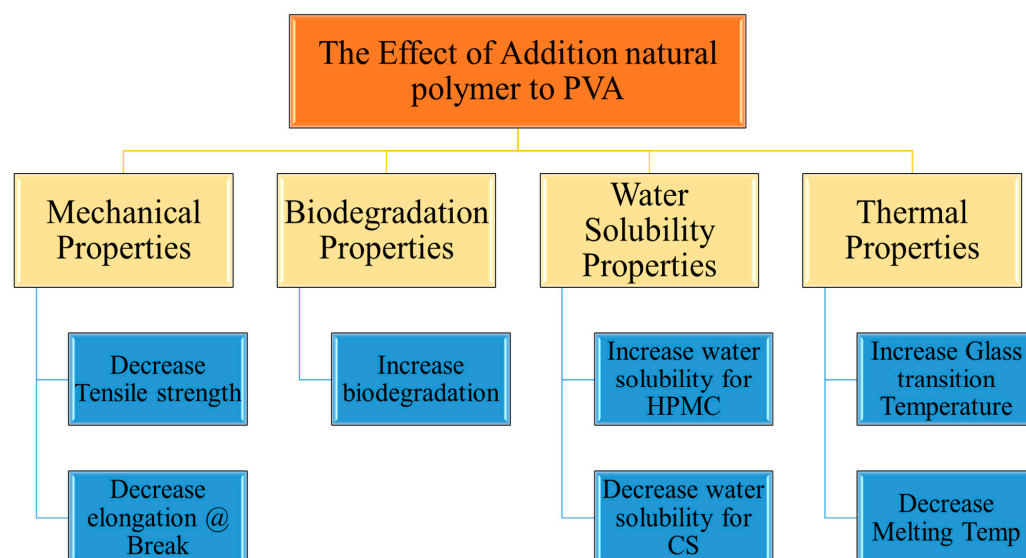 The Effect of Addition natural
polymer to PVA
Mechanical
Properties
Biodegradation
Properties
Water
Solubility
Properties
Thermal
Properties
Decrease
Tensile strength
Increase
biodegradation
Increase water
solubility for
HPMC
Increase Glass
transition
Temperature
Decrease
elongation @
Break
Decrease water
solubility for
CS
Decrease
Melting Temp